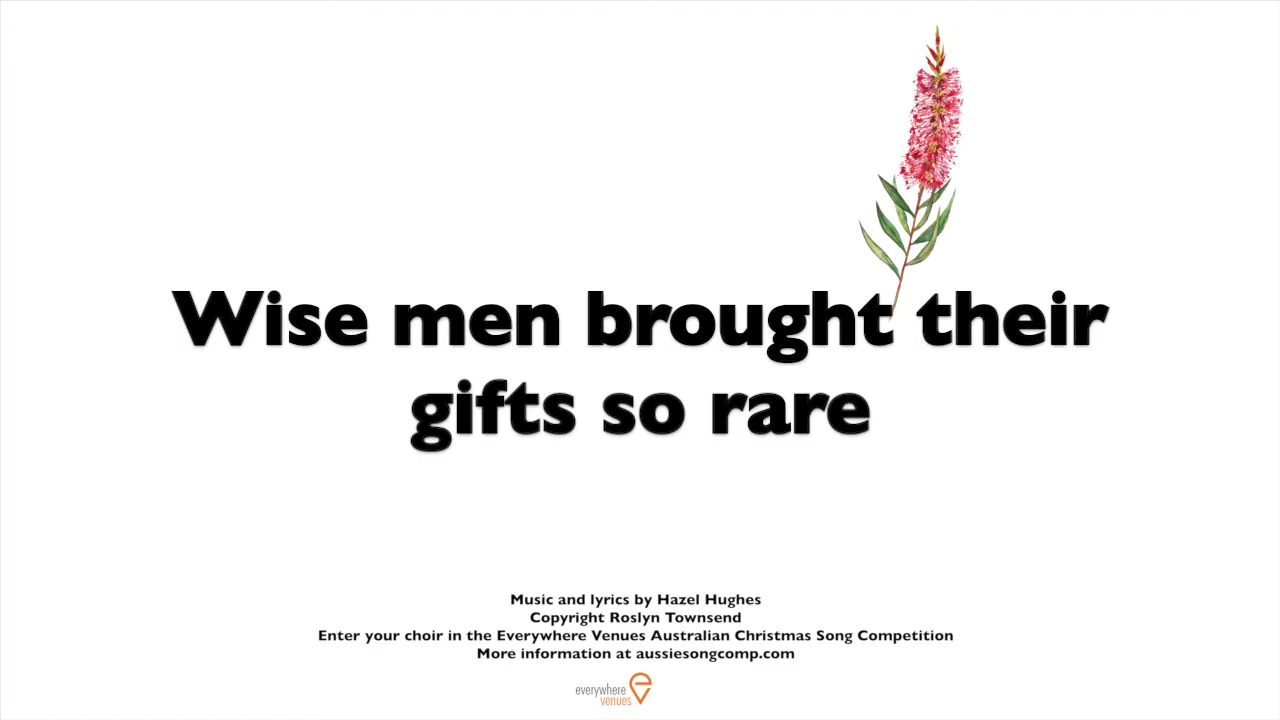 Wise men brought their
gifts so rare
Music and lyrics by Hazel Hughes
Copyright Roslyn Townsend
Enter your choir in the Everywhere Venues Australian Christmas Song Competition
More information at aussiesongcomp.com
everywhere
venues